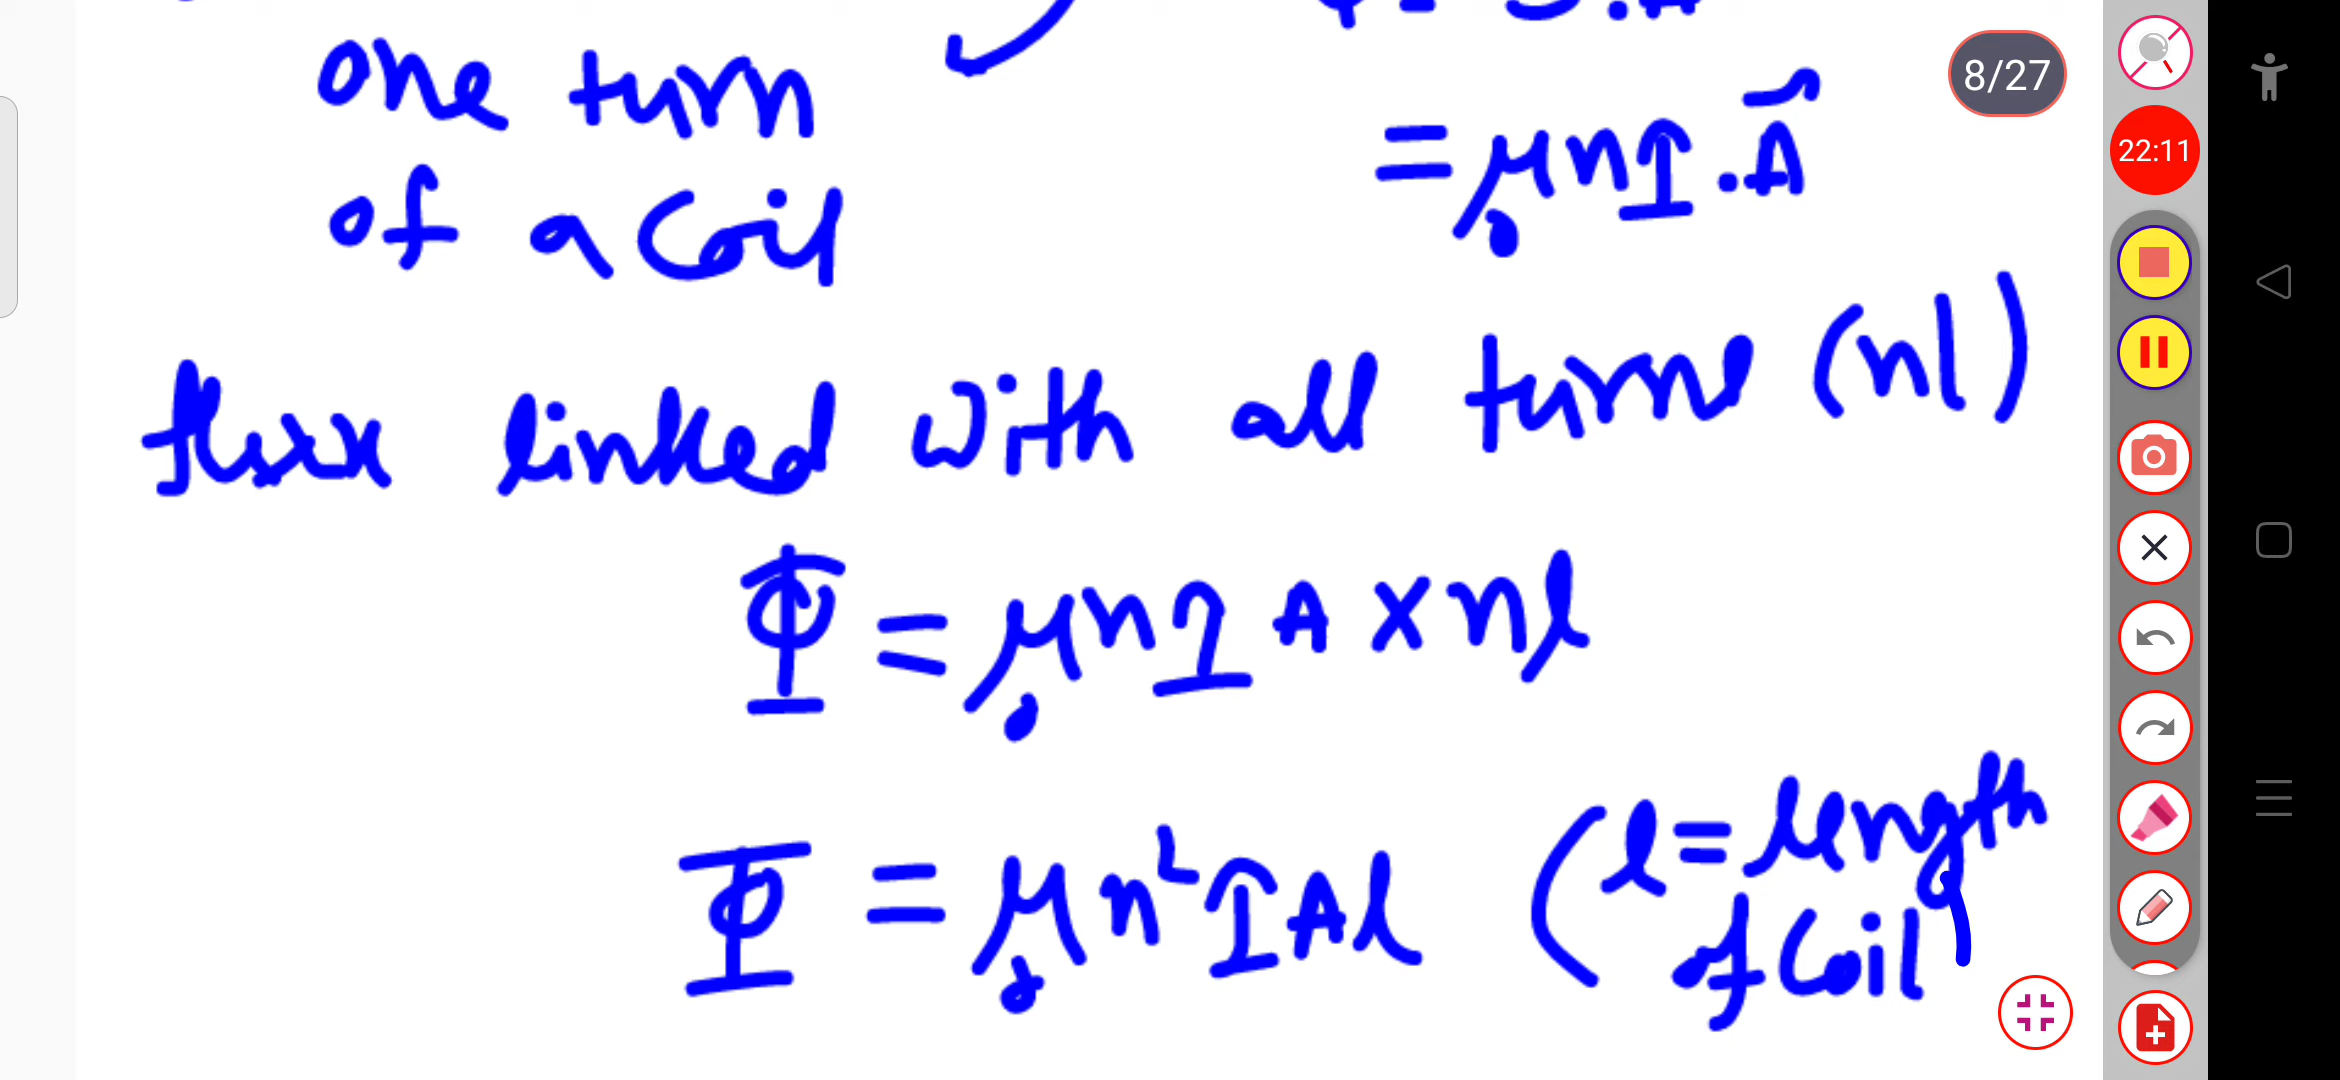 one turn
= μ₀nI.A⃗
of a Coil
flux linked with all turns (nl)
Φ = μ₀nIA×nl
Φ = μ₀n²IAl (l = length
of Coil)
8/27
22:11